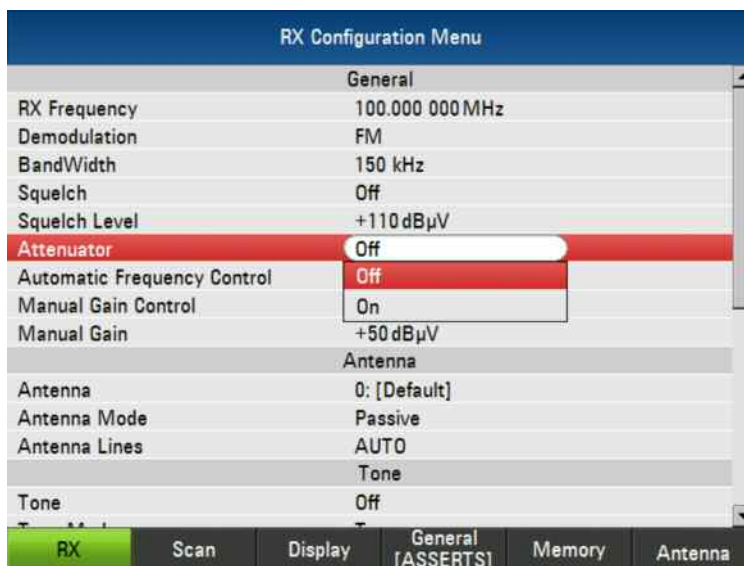 RX Configuration Menu
General
RX Frequency 100.000 000 MHz
Demodulation FM
BandWidth 150 kHz
Squelch Off
Squelch Level +110 dBµV
Attenuator Off
Automatic Frequency Control Off
Manual Gain Control On
Manual Gain +50 dBµV
Antenna
Antenna 0: [Default]
Antenna Mode Passive
Antenna Lines AUTO
Tone
Tone Off
RX Scan Display General [ASSERTS] Memory Antenna